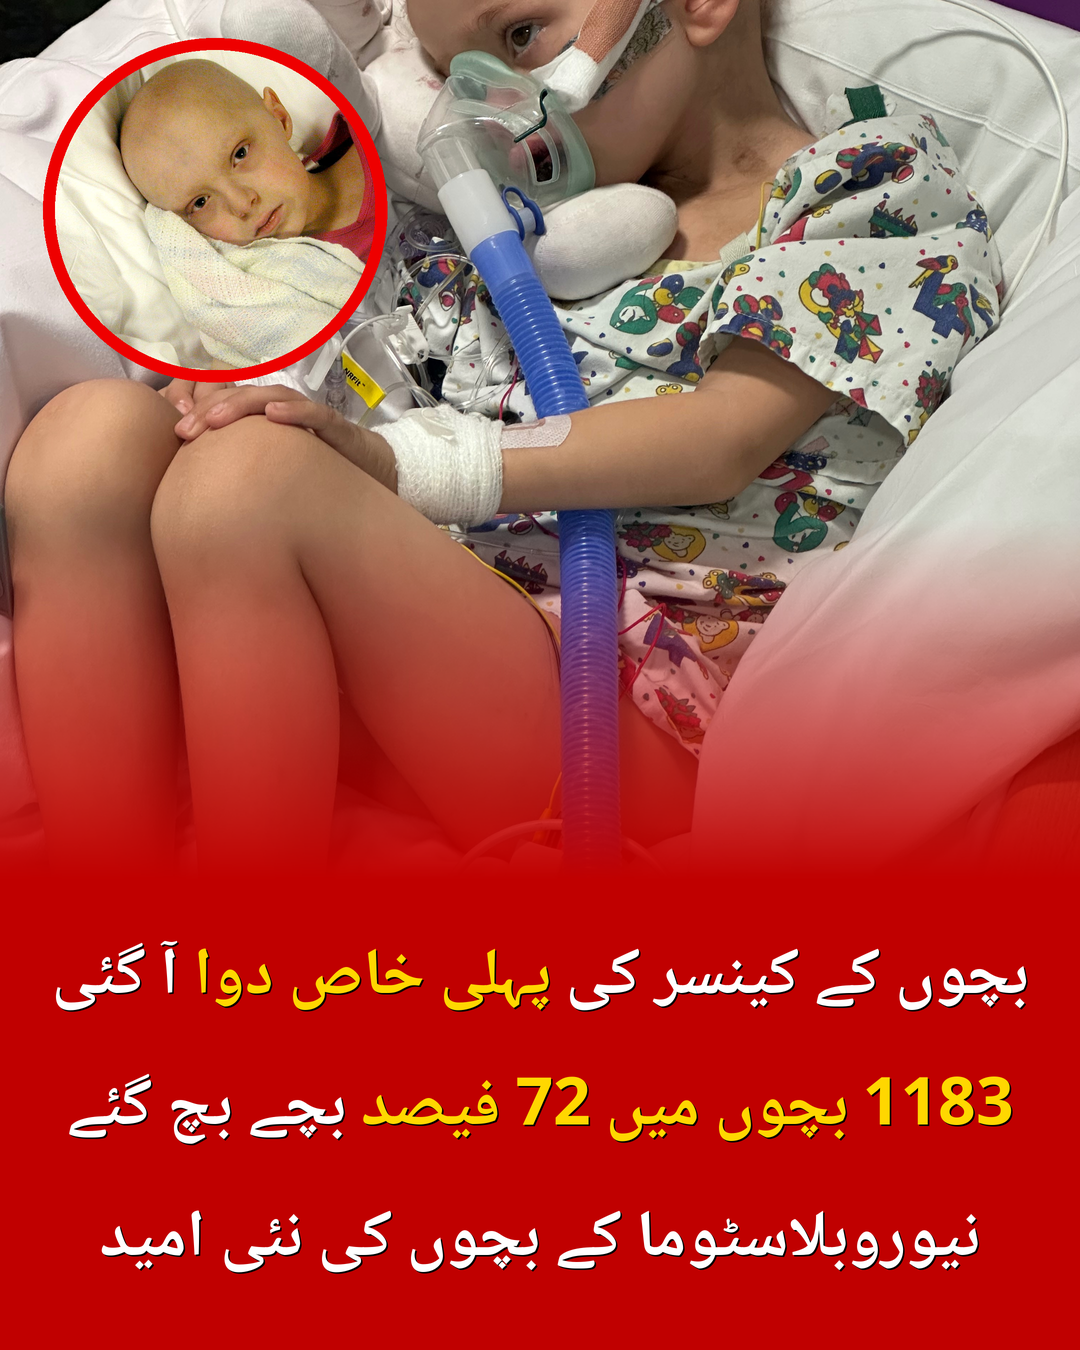 NRFit™
بچوں کے کینسر کی پہلی خاص دوا آ گئی
1183 بچوں میں 72 فیصد بچے بچ گئے
نیوروبلاسٹوما کے بچوں کی نئی امید